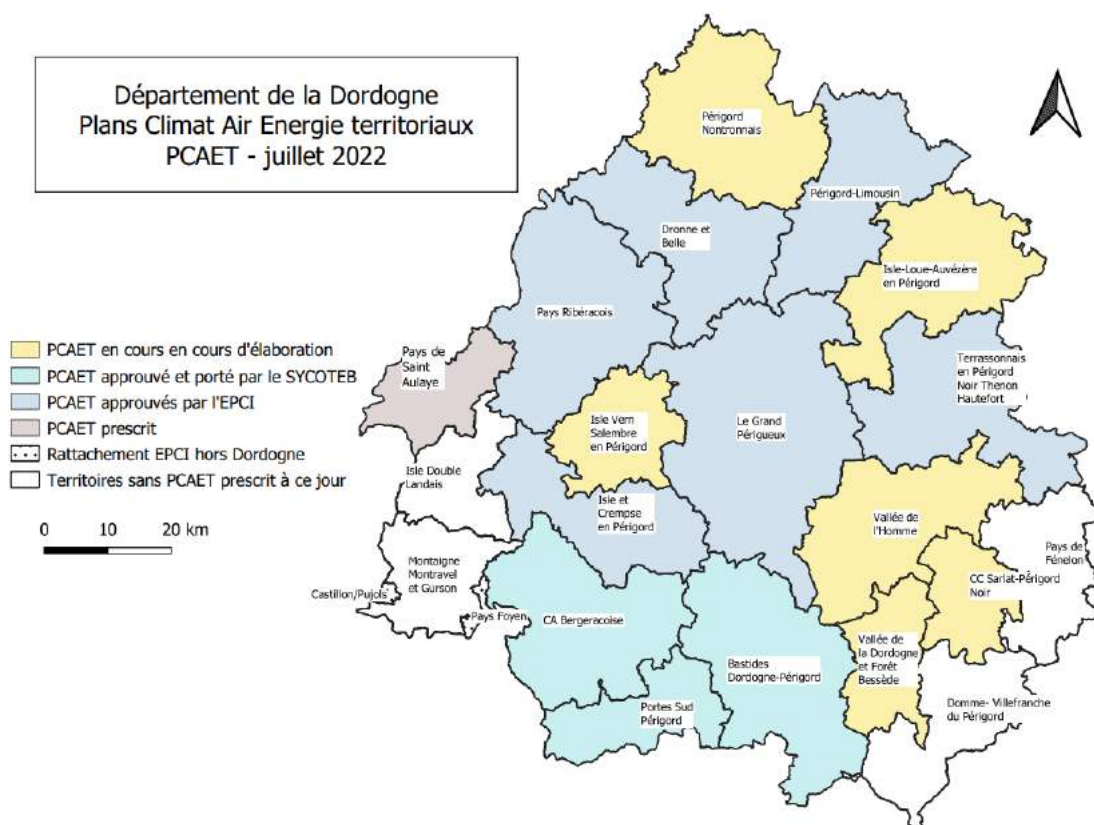 Département de la Dordogne
Plans Climat Air Energie territoriaux
PCAET - juillet 2022
Périgord
Nontronnais
Périgord-Limousin
Dronne et
Belle
Isle-Loue-Auvézère
en Périgord
Pays Ribéracois
Pays de
Saint
Aulaye
Terrassonnais
en Périgord
Noir Thenon
Hautefort
PCAET en cours en cours d'élaboration
PCAET approuvé et porté par le SYCOTEB
PCAET approuvés par l'EPCI
PCAET prescrit
Rattachement EPCI hors Dordogne
Territoires sans PCAET prescrit à ce jour
0 10 20 km
Isle Vern
Salembre
en Périgord
Le Grand
Périgueux
Isle Double
Landais
Isle et
Crempse
en Périgord
Vallée de
l'Homme
Pays de
Fénelon
Montaigne
Montravel
et Gurson
CC Sarlat-Périgord
Noir
Castillon/Pujols
Pays Foyen
CA Bergeracoise
Vallée de
la Dordogne
et Forêt
Bessède
Bastides
Dordogne-Périgord
Portes Sud
Périgord
Domme- Villefranche
du Périgord